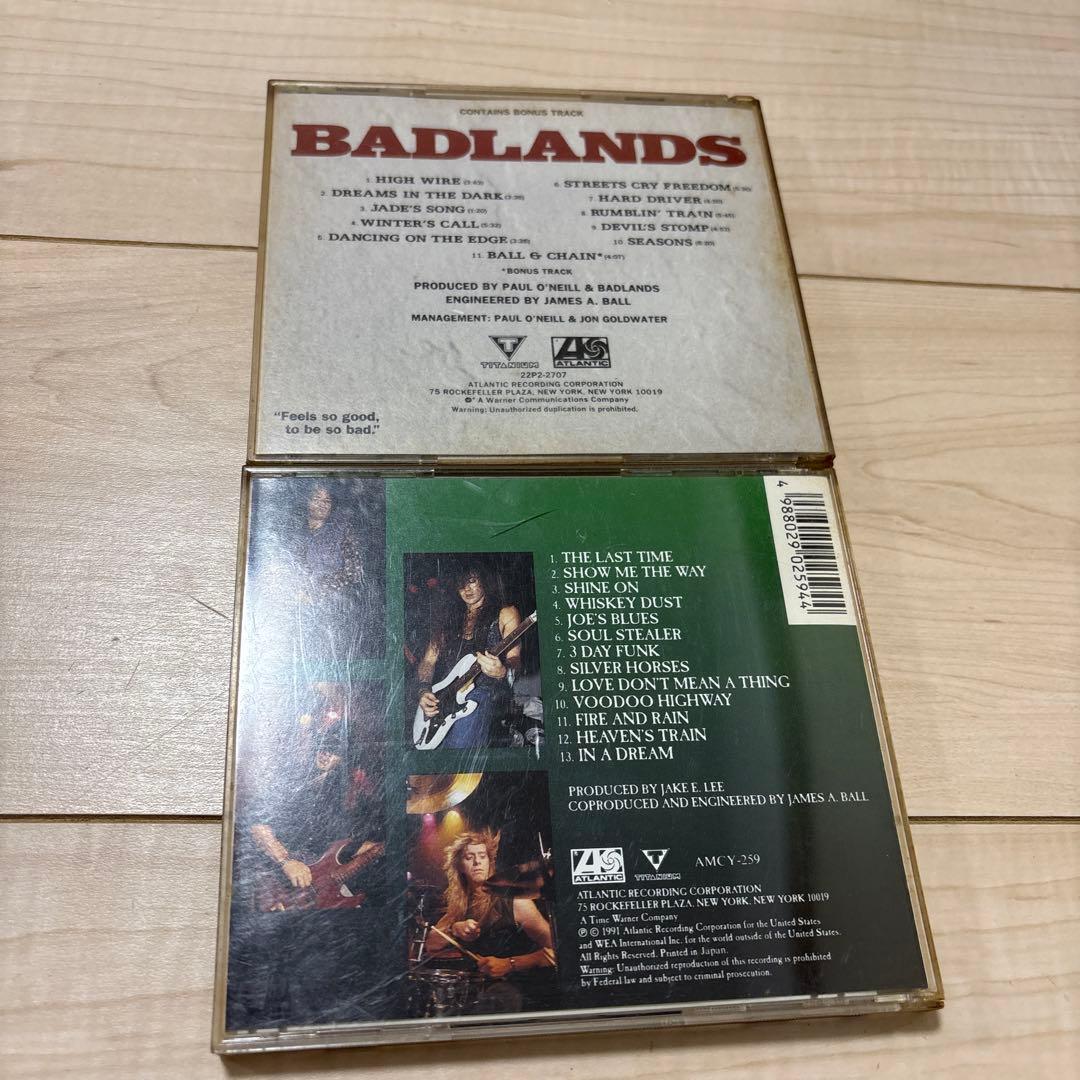 CONTAINS BONUS TRACK
BADLANDS
1. HIGH WIRE
2. DREAMS IN THE DARK
3. JADE'S SONG (1:20)
4. WINTER'S CALL (5:32)
5. DANCING ON THE EDGE
6. STREETS CRY FREEDOM
7. HARD DRIVER
8. RUMBLIN' TRAIN (5:45)
9. DEVIL'S STOMP
10. SEASONS
11. BALL & CHAIN* (4:07)
*BONUS TRACK
PRODUCED BY PAUL O'NEILL & BADLANDS
ENGINEERED BY JAMES A. BALL
MANAGEMENT: PAUL O'NEILL & JON GOLDWATER
TITANIUM
ATLANTIC
22P2-2707
ATLANTIC RECORDING CORPORATION
75 ROCKEFELLER PLAZA, NEW YORK, NEW YORK 10019
A Warner Communications Company
Warning: Unauthorized duplication is prohibited.
"Feels so good,
to be so bad."
4 988029 025944
1. THE LAST TIME
2. SHOW ME THE WAY
3. SHINE ON
4. WHISKEY DUST
5. JOE'S BLUES
6. SOUL STEALER
7. 3 DAY FUNK
8. SILVER HORSES
9. LOVE DON'T MEAN A THING
10. VOODOO HIGHWAY
11. FIRE AND RAIN
12. HEAVEN'S TRAIN
13. IN A DREAM
PRODUCED BY JAKE E. LEE
COPRODUCED AND ENGINEERED BY JAMES A. BALL
ATLANTIC
TITANIUM
AMCY-259
ATLANTIC RECORDING CORPORATION
75 ROCKEFELLER PLAZA, NEW YORK, NEW YORK 10019
A Time Warner Company
℗ © 1991 Atlantic Recording Corporation for the United States
and WEA International Inc. for the world outside of the United States.
All Rights Reserved. Printed in Japan.
Warning: Unauthorized reproduction of this recording is prohibited
by Federal law and subject to criminal prosecution.